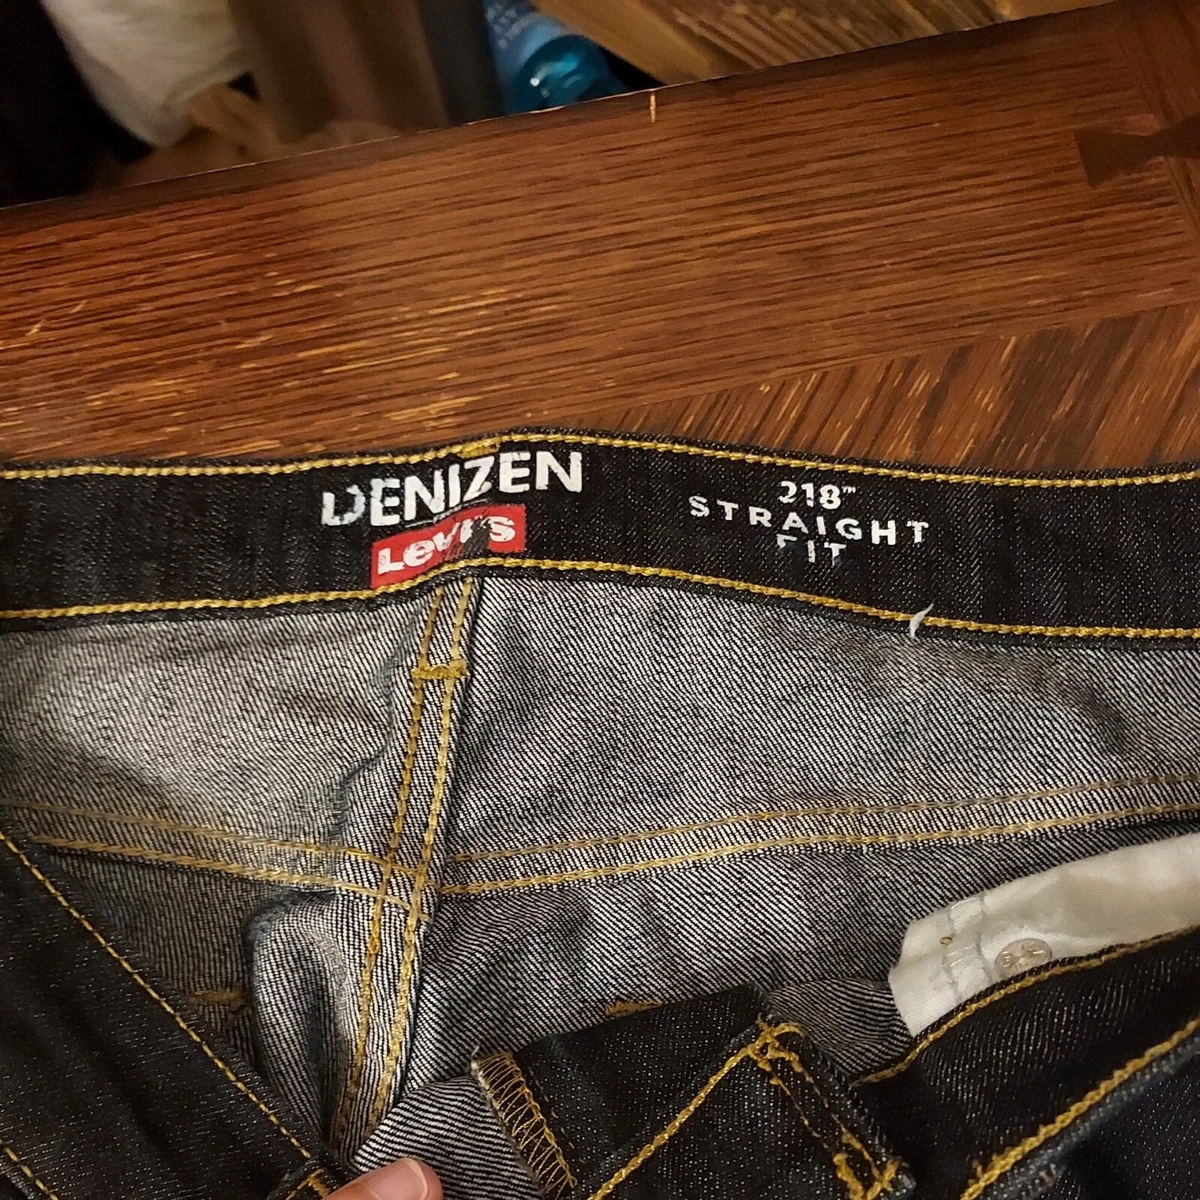 DENIZEN
Levi's
218™
STRAIGHT
FIT